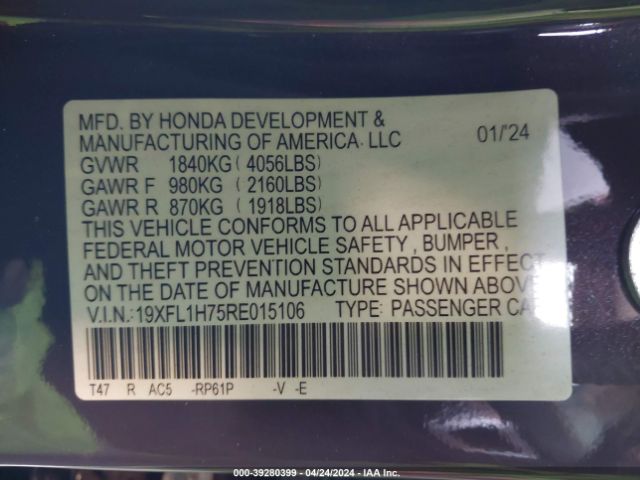 MFD. BY HONDA DEVELOPMENT &
MANUFACTURING OF AMERICA. LLC 01/'24
GVWR 1840KG ( 4056LBS )
GAWR F 980KG ( 2160LBS )
GAWR R 870KG ( 1918LBS )
THIS VEHICLE CONFORMS TO ALL APPLICABLE
FEDERAL MOTOR VEHICLE SAFETY , BUMPER ,
AND THEFT PREVENTION STANDARDS IN EFFECT
ON THE DATE OF MANUFACTURE SHOWN ABOVE
V.I.N.:19XFL1H75RE015106 TYPE: PASSENGER CAR
T47 R AC5 -RP61P -V -E
000-39280399 - 04/24/2024 - IAA Inc.